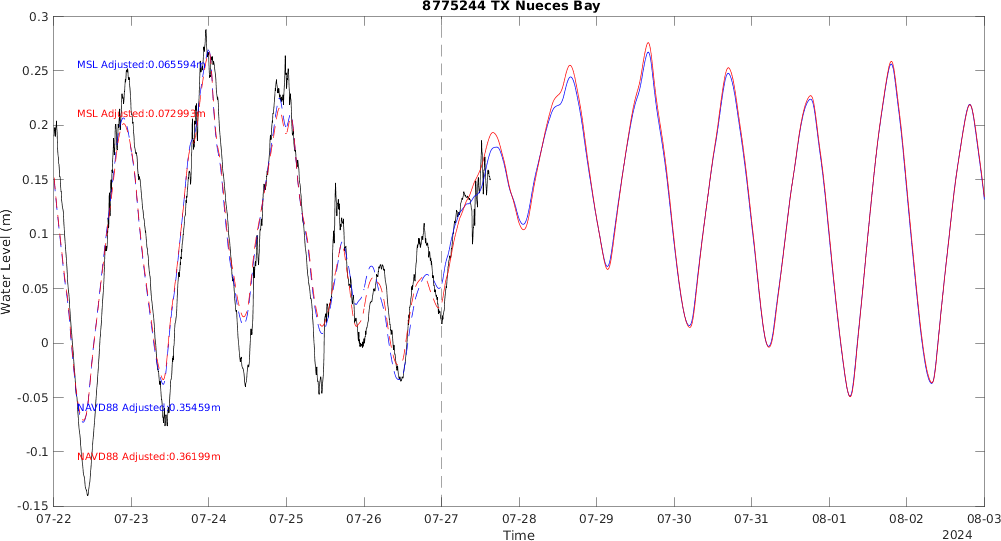 8775244 TX Nueces Bay
0.3
0.25
0.2
0.15
0.1
0.05
0
-0.05
-0.1
-0.15
Water Level (m)
MSL Adjusted:0.065594m
MSL Adjusted:0.072993m
NAVD88 Adjusted:0.35459m
NAVD88 Adjusted:0.36199m
07-22 07-23 07-24 07-25 07-26 07-27 07-28 07-29 07-30 07-31 08-01 08-02 08-03
Time
2024